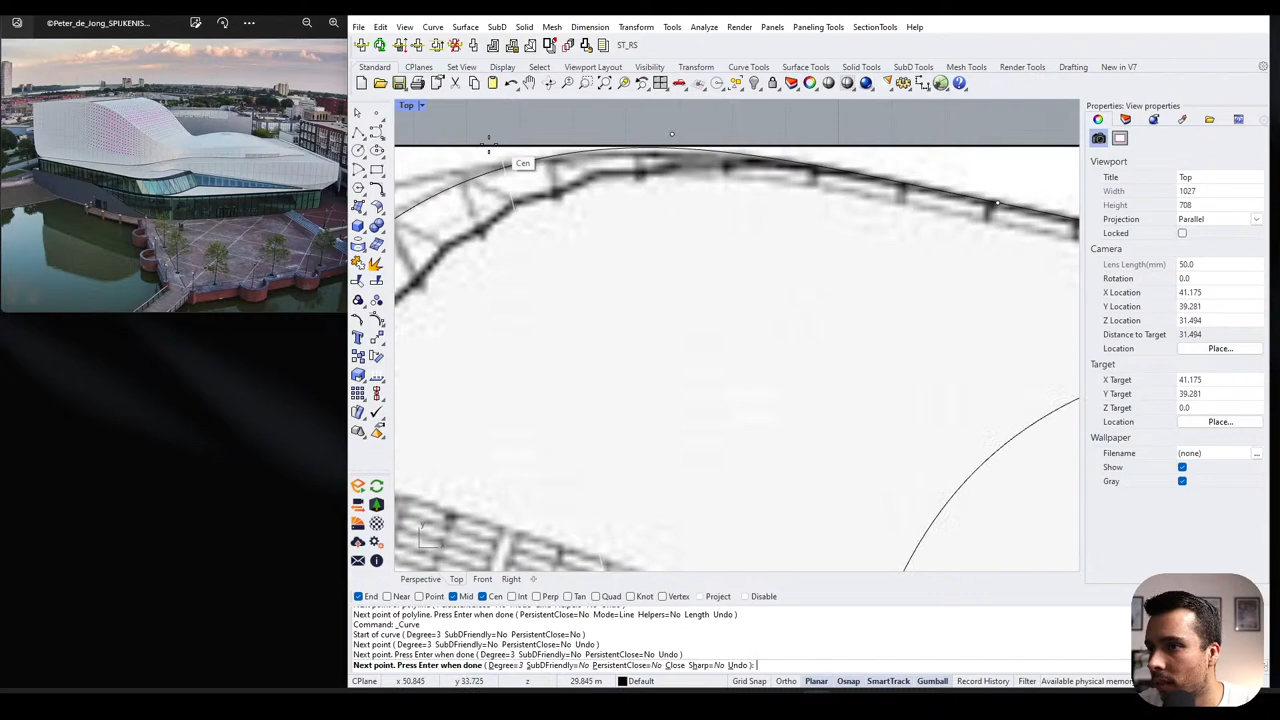 ©Peter_de_Jong_SPIJKENIS...
File Edit View Curve Surface SubD Solid Mesh Dimension Transform Tools Analyze Render Panels Paneling Tools SectionTools Help
ST_RS
Standard CPlanes Set View Display Select Viewport Layout Visibility Transform Curve Tools Surface Tools Solid Tools SubD Tools Mesh Tools Render Tools Drafting New in V7
Top
Cen
y
Properties: View properties
Viewport
Title Top
Width 1027
Height 708
Projection Parallel
Locked
Camera
Lens Length(mm) 50.0
Rotation 0.0
X Location 41.175
Y Location 39.281
Z Location 31.494
Distance to Target 31.494
Location Place...
Target
X Target 41.175
Y Target 39.281
Z Target 0.0
Location Place...
Wallpaper
Filename (none) ...
Show
Gray
Perspective Top Front Right
End Near Point Mid Cen Int Perp Tan Quad Knot Vertex Project Disable
Next point of polyline. Press Enter when done ( PersistentClose=No Mode=Line Helpers=No Length Undo )
Command: _Curve
Start of curve ( Degree=3 SubDFriendly=No PersistentClose=No )
Next point ( Degree=3 SubDFriendly=No PersistentClose=No Undo )
Next point. Press Enter when done ( Degree=3 SubDFriendly=No PersistentClose=No Undo )
Next point. Press Enter when done ( Degree=3 SubDFriendly=No PersistentClose=No Close Sharp=No Undo ):
CPlane x 50.845 y 33.725 z 29.845 m Default Grid Snap Ortho Planar Osnap SmartTrack Gumball Record History Filter Available physical memory